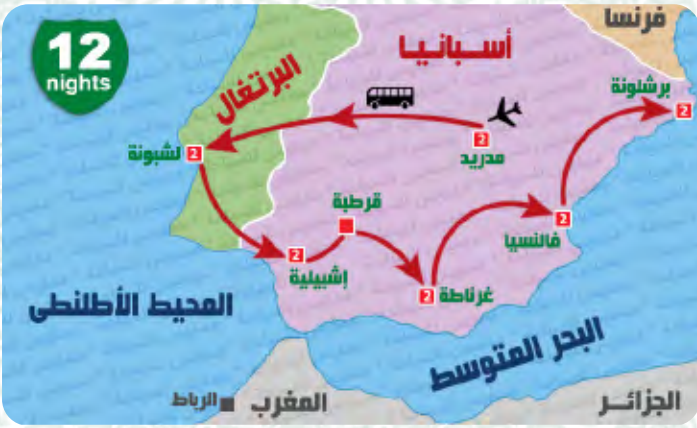 12
nights
فرنسا
أسبانيا
البرتغال
برشلونة
2
مدريد
2
لشبونة
2
قرطبة
إشبيلية
2
غرناطة
2
فالنسيا
2
المحيط الأطلنطى
البحر المتوسط
الرباط
المغرب
الجزائر